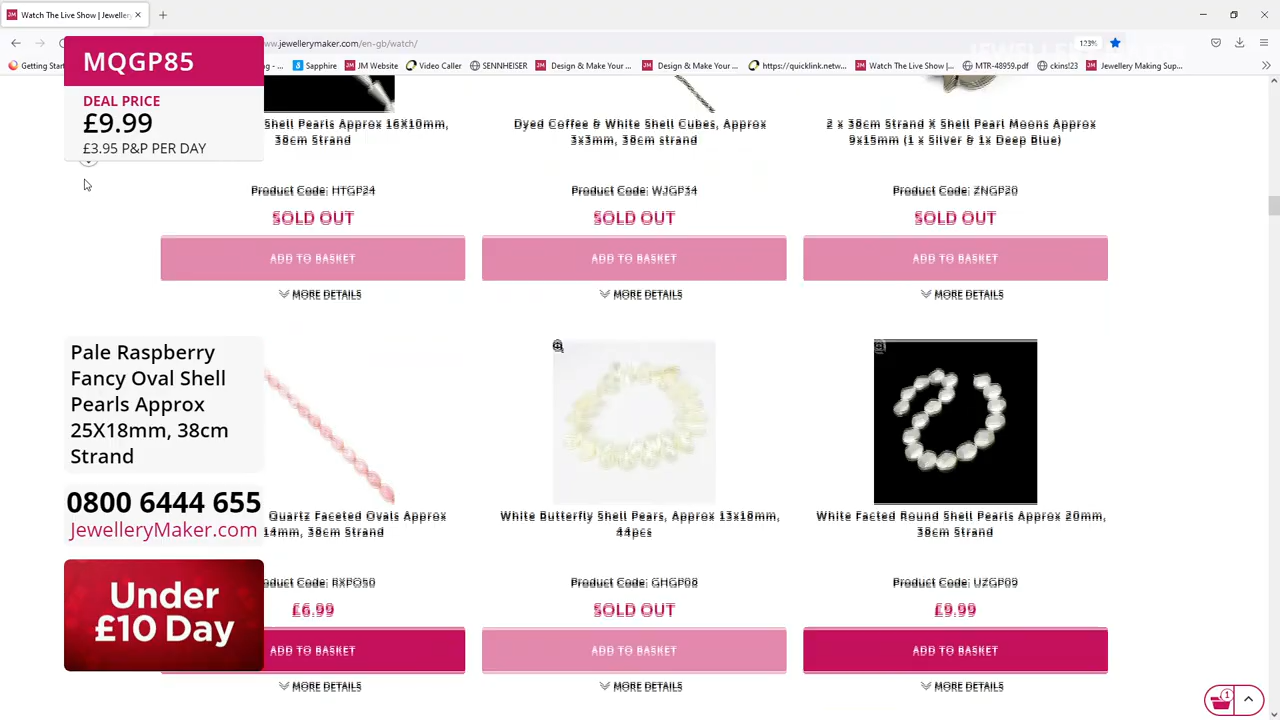 Watch The Live Show | Jeweller
MQGP85
DEAL PRICE
£9.99
£3.95 P&P PER DAY
ww.jewellerymaker.com/en-gb/watch/
123%
Getting Star
Sapphire
JM Website
Video Caller
SENNHEISER
Design & Make Your ...
Design & Make Your ...
https://quicklink.netw...
Watch The Live Show |...
MTR-48959.pdf
ckins!23
Jewellery Making Sup...
Shell Pearls Approx 16X10mm,
38cm Strand
Product Code: HTGP24
SOLD OUT
ADD TO BASKET
MORE DETAILS
Dyed Coffee & White Shell Cubes, Approx
3x3mm, 38cm strand
Product Code: WJGP34
SOLD OUT
ADD TO BASKET
MORE DETAILS
2 x 38cm Strand X Shell Pearl Moons Approx
9x15mm (1 x Silver & 1x Deep Blue)
Product Code: ZNGP20
SOLD OUT
ADD TO BASKET
MORE DETAILS
Pale Raspberry
Fancy Oval Shell
Pearls Approx
25X18mm, 38cm
Strand
0800 6444 655
JewelleryMaker.com
Under
£10 Day
Quartz Faceted Ovals Approx
14mm, 38cm Strand
oduct Code: RXPO50
£6.99
ADD TO BASKET
MORE DETAILS
White Butterfly Shell Pears, Approx 13x18mm,
44pcs
Product Code: GHGP08
SOLD OUT
ADD TO BASKET
MORE DETAILS
White Facted Round Shell Pearls Approx 20mm,
38cm Strand
Product Code: UZGP09
£9.99
ADD TO BASKET
MORE DETAILS
1